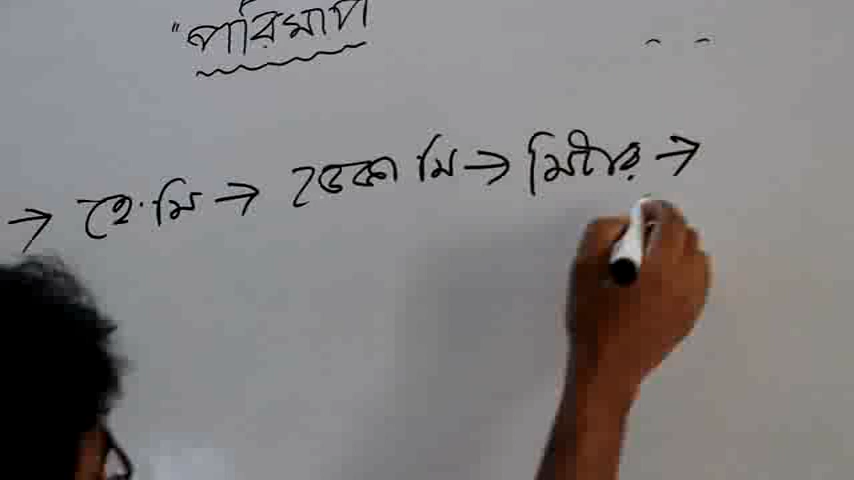 "পরিমাপ
→ হে.মি → ডেকা মি → মিটার →